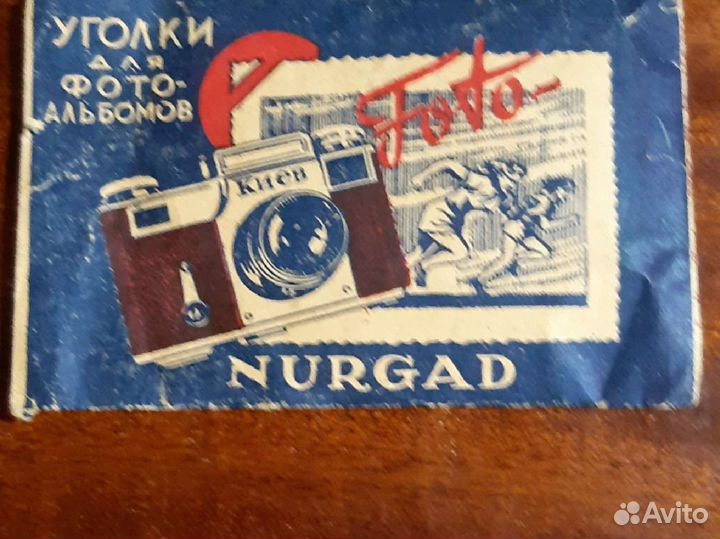 УГОЛКИ
для
ФОТО-
АЛЬБОМОВ
Foto-
Киев
NURGAD
Avito